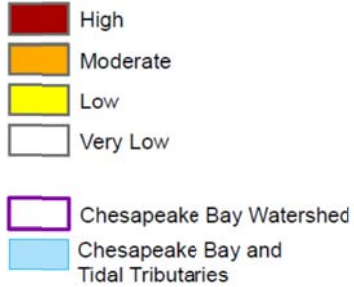 High
Moderate
Low
Very Low
Chesapeake Bay Watershed
Chesapeake Bay and
Tidal Tributaries